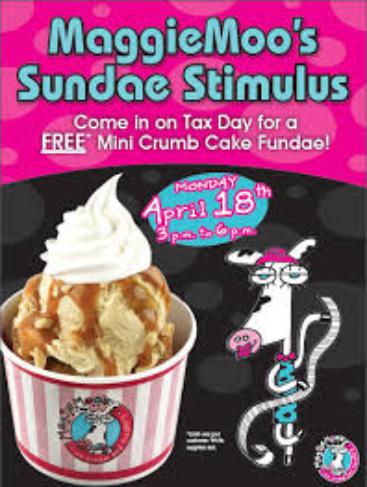 MaggieMoo's
Sundae Stimulus
Come in on Tax Day for a
FREE* Mini Crumb Cake Fundae!
MONDAY
April 18th
3 p.m. to 6 p.m.
MAGGIEMOO'S